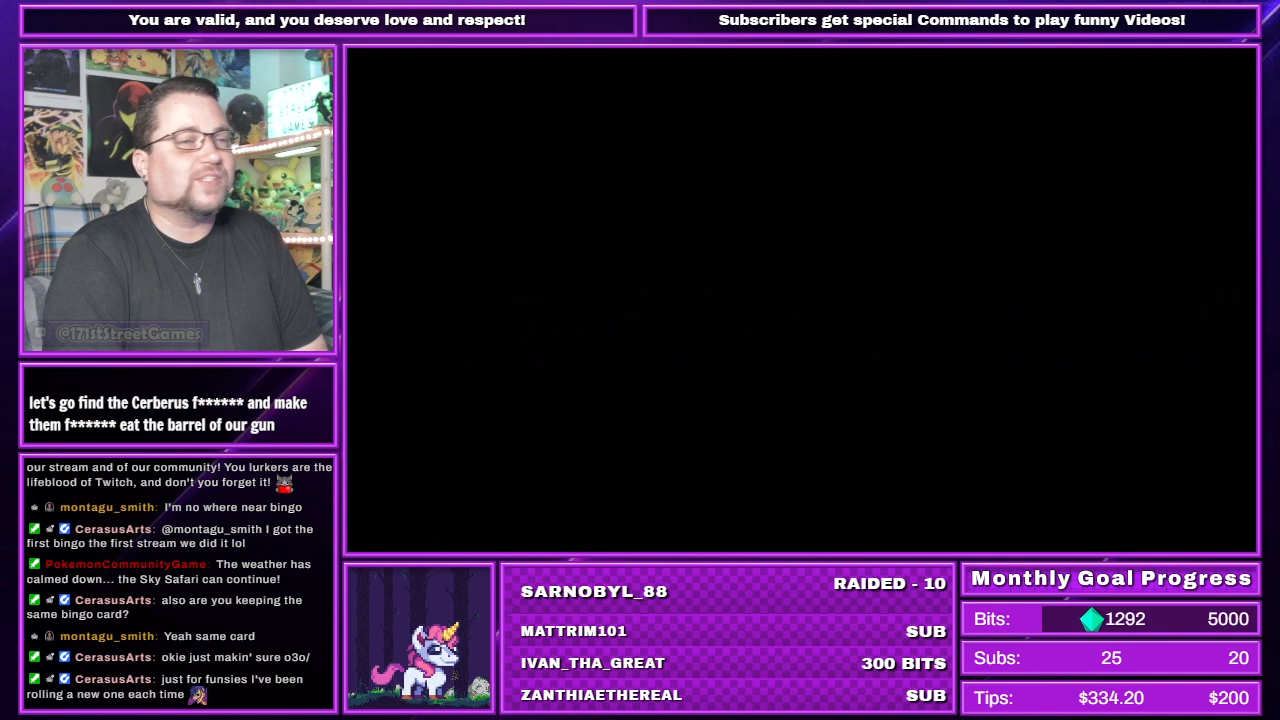 You are valid, and you deserve love and respect!
Subscribers get special Commands to play funny Videos!
@171stStreetGames
let's go find the Cerberus f****** and make
them f****** eat the barrel of our gun
our stream and of our community! You lurkers are the
lifeblood of Twitch, and don't you forget it!
montagu_smith: I'm no where near bingo
CerasusArts: @montagu_smith I got the
first bingo the first stream we did it lol
PokemonCommunityGame: The weather has
calmed down... the Sky Safari can continue!
CerasusArts: also are you keeping the
same bingo card?
montagu_smith: Yeah same card
CerasusArts: okie just makin' sure o3o/
CerasusArts: just for funsies I've been
rolling a new one each time
SARNOBYL_88 RAIDED - 10
MATTRIM101 SUB
IVAN_THA_GREAT 300 BITS
ZANTHIAETHEREAL SUB
Monthly Goal Progress
Bits: 1292 5000
Subs: 25 20
Tips: $334.20 $200